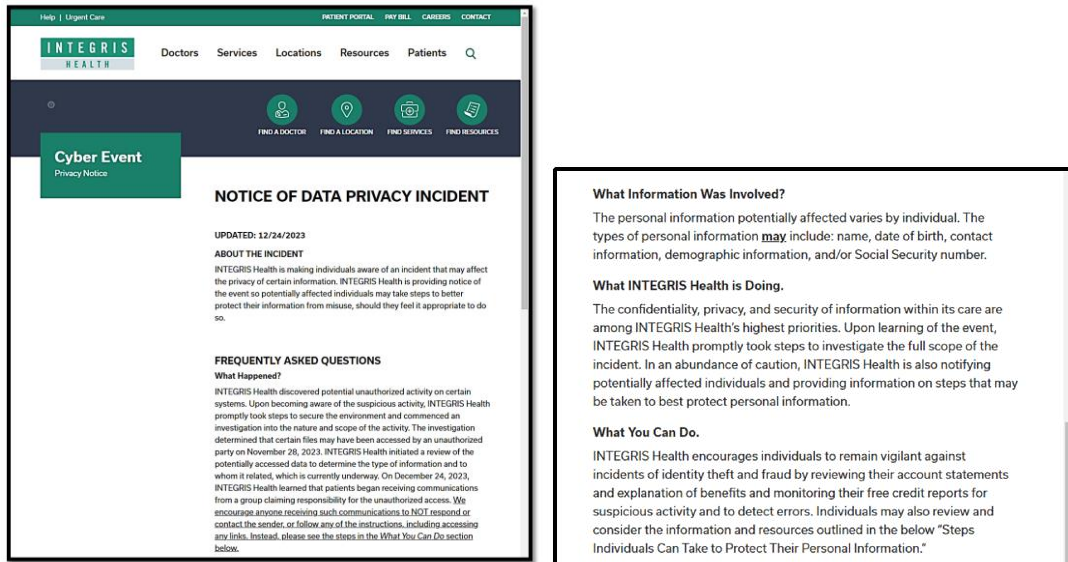 Help | Urgent Care
PATIENT PORTAL PAY BILL CAREERS CONTACT
INTEGRIS
HEALTH
Doctors Services Locations Resources Patients
FIND A DOCTOR FIND A LOCATION FIND SERVICES FIND RESOURCES
Cyber Event
Privacy Notice
NOTICE OF DATA PRIVACY INCIDENT
UPDATED: 12/24/2023
ABOUT THE INCIDENT
INTEGRIS Health is making individuals aware of an incident that may affect
the privacy of certain information. INTEGRIS Health is providing notice of
the event so potentially affected individuals may take steps to better
protect their information from misuse, should they feel it appropriate to do
so.
FREQUENTLY ASKED QUESTIONS
What Happened?
INTEGRIS Health discovered potential unauthorized activity on certain
systems. Upon becoming aware of the suspicious activity, INTEGRIS Health
promptly took steps to secure the environment and commenced an
investigation into the nature and scope of the activity. The investigation
determined that certain files may have been accessed by an unauthorized
party on November 28, 2023. INTEGRIS Health initiated a review of the
potentially accessed data to determine the type of information and to
whom it related, which is currently underway. On December 24, 2023,
INTEGRIS Health learned that patients began receiving communications
from a group claiming responsibility for the unauthorized access. We
encourage anyone receiving such communications to NOT respond or
contact the sender, or follow any of the instructions, including accessing
any links. Instead, please see the steps in the What You Can Do section
below.
What Information Was Involved?
The personal information potentially affected varies by individual. The
types of personal information may include: name, date of birth, contact
information, demographic information, and/or Social Security number.
What INTEGRIS Health is Doing.
The confidentiality, privacy, and security of information within its care are
among INTEGRIS Health's highest priorities. Upon learning of the event,
INTEGRIS Health promptly took steps to investigate the full scope of the
incident. In an abundance of caution, INTEGRIS Health is also notifying
potentially affected individuals and providing information on steps that may
be taken to best protect personal information.
What You Can Do.
INTEGRIS Health encourages individuals to remain vigilant against
incidents of identity theft and fraud by reviewing their account statements
and explanation of benefits and monitoring their free credit reports for
suspicious activity and to detect errors. Individuals may also review and
consider the information and resources outlined in the below "Steps
Individuals Can Take to Protect Their Personal Information."